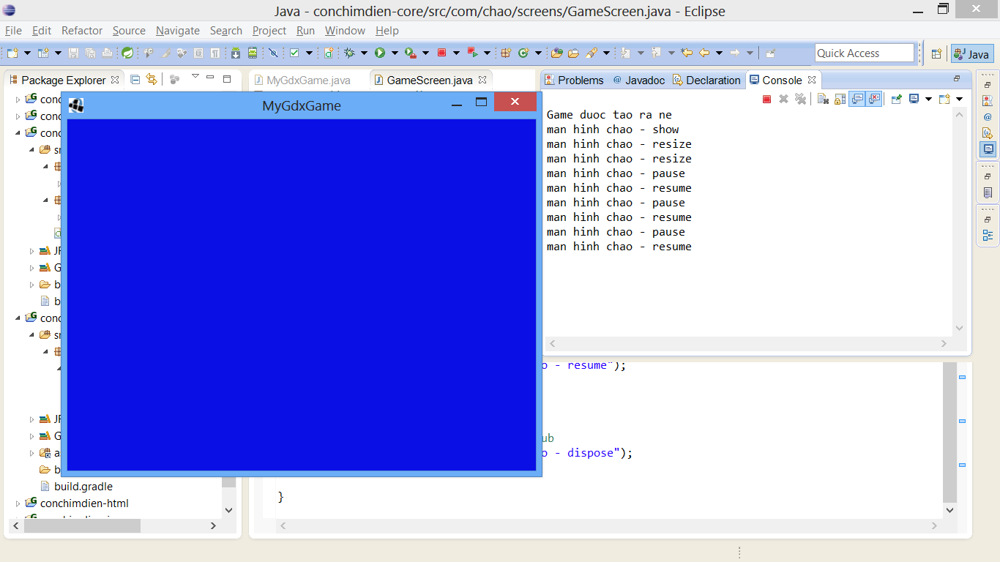 Java - conchimdien-core/src/com/chao/screens/GameScreen.java - Eclipse
File Edit Refactor Source Navigate Search Project Run Window Help
Quick Access
Java
Package Explorer
MyGdxGame.java
GameScreen.java
Problems
@ Javadoc
Declaration
Console
conc
conc
conc
sr
JF
G
b
b
conc
sr
JF
G
a
b
build.gradle
conchimdien-html
MyGdxGame
Game duoc tao ra ne
man hinh chao - show
man hinh chao - resize
man hinh chao - resize
man hinh chao - pause
man hinh chao - resume
man hinh chao - pause
man hinh chao - resume
man hinh chao - pause
man hinh chao - resume
o - resume");
ub
o - dispose");
}